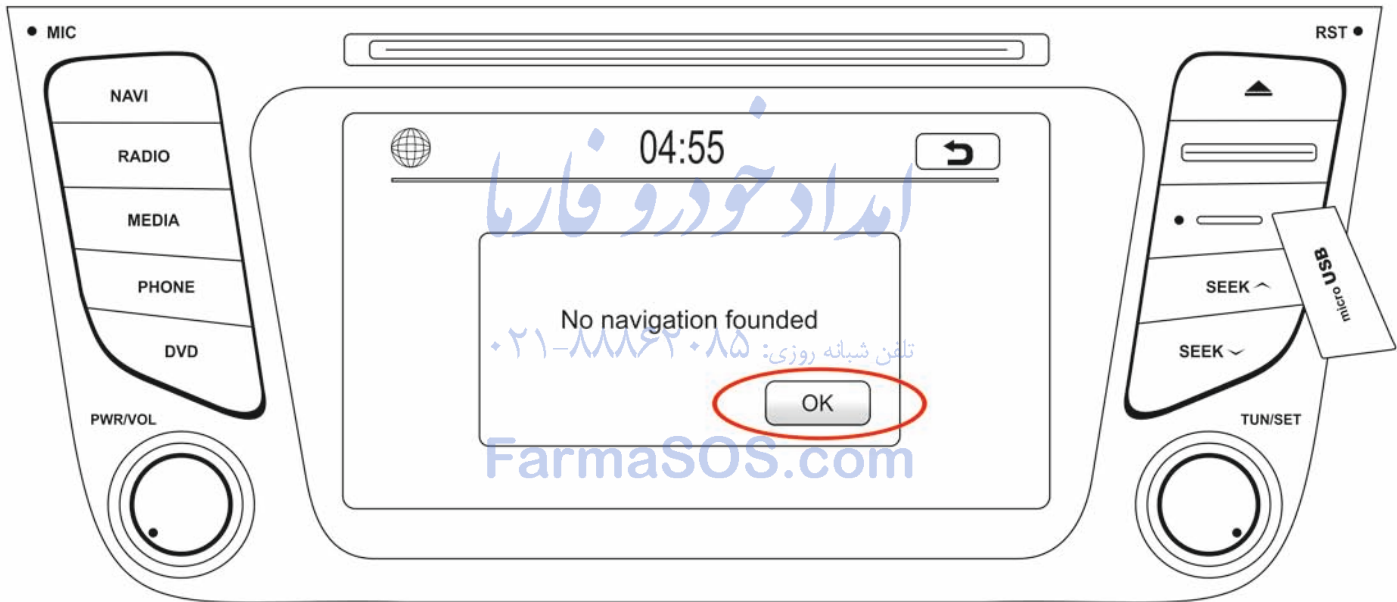 MIC
RST
NAVI
RADIO
MEDIA
PHONE
DVD
PWR/VOL
04:55
امداد خودرو فارما
No navigation founded
تلفن شبانه روزی: ۸۸۸۶۲۰۸۵-۰۲۱
OK
FarmaSOS.com
SEEK
micro USB
SEEK
TUN/SET